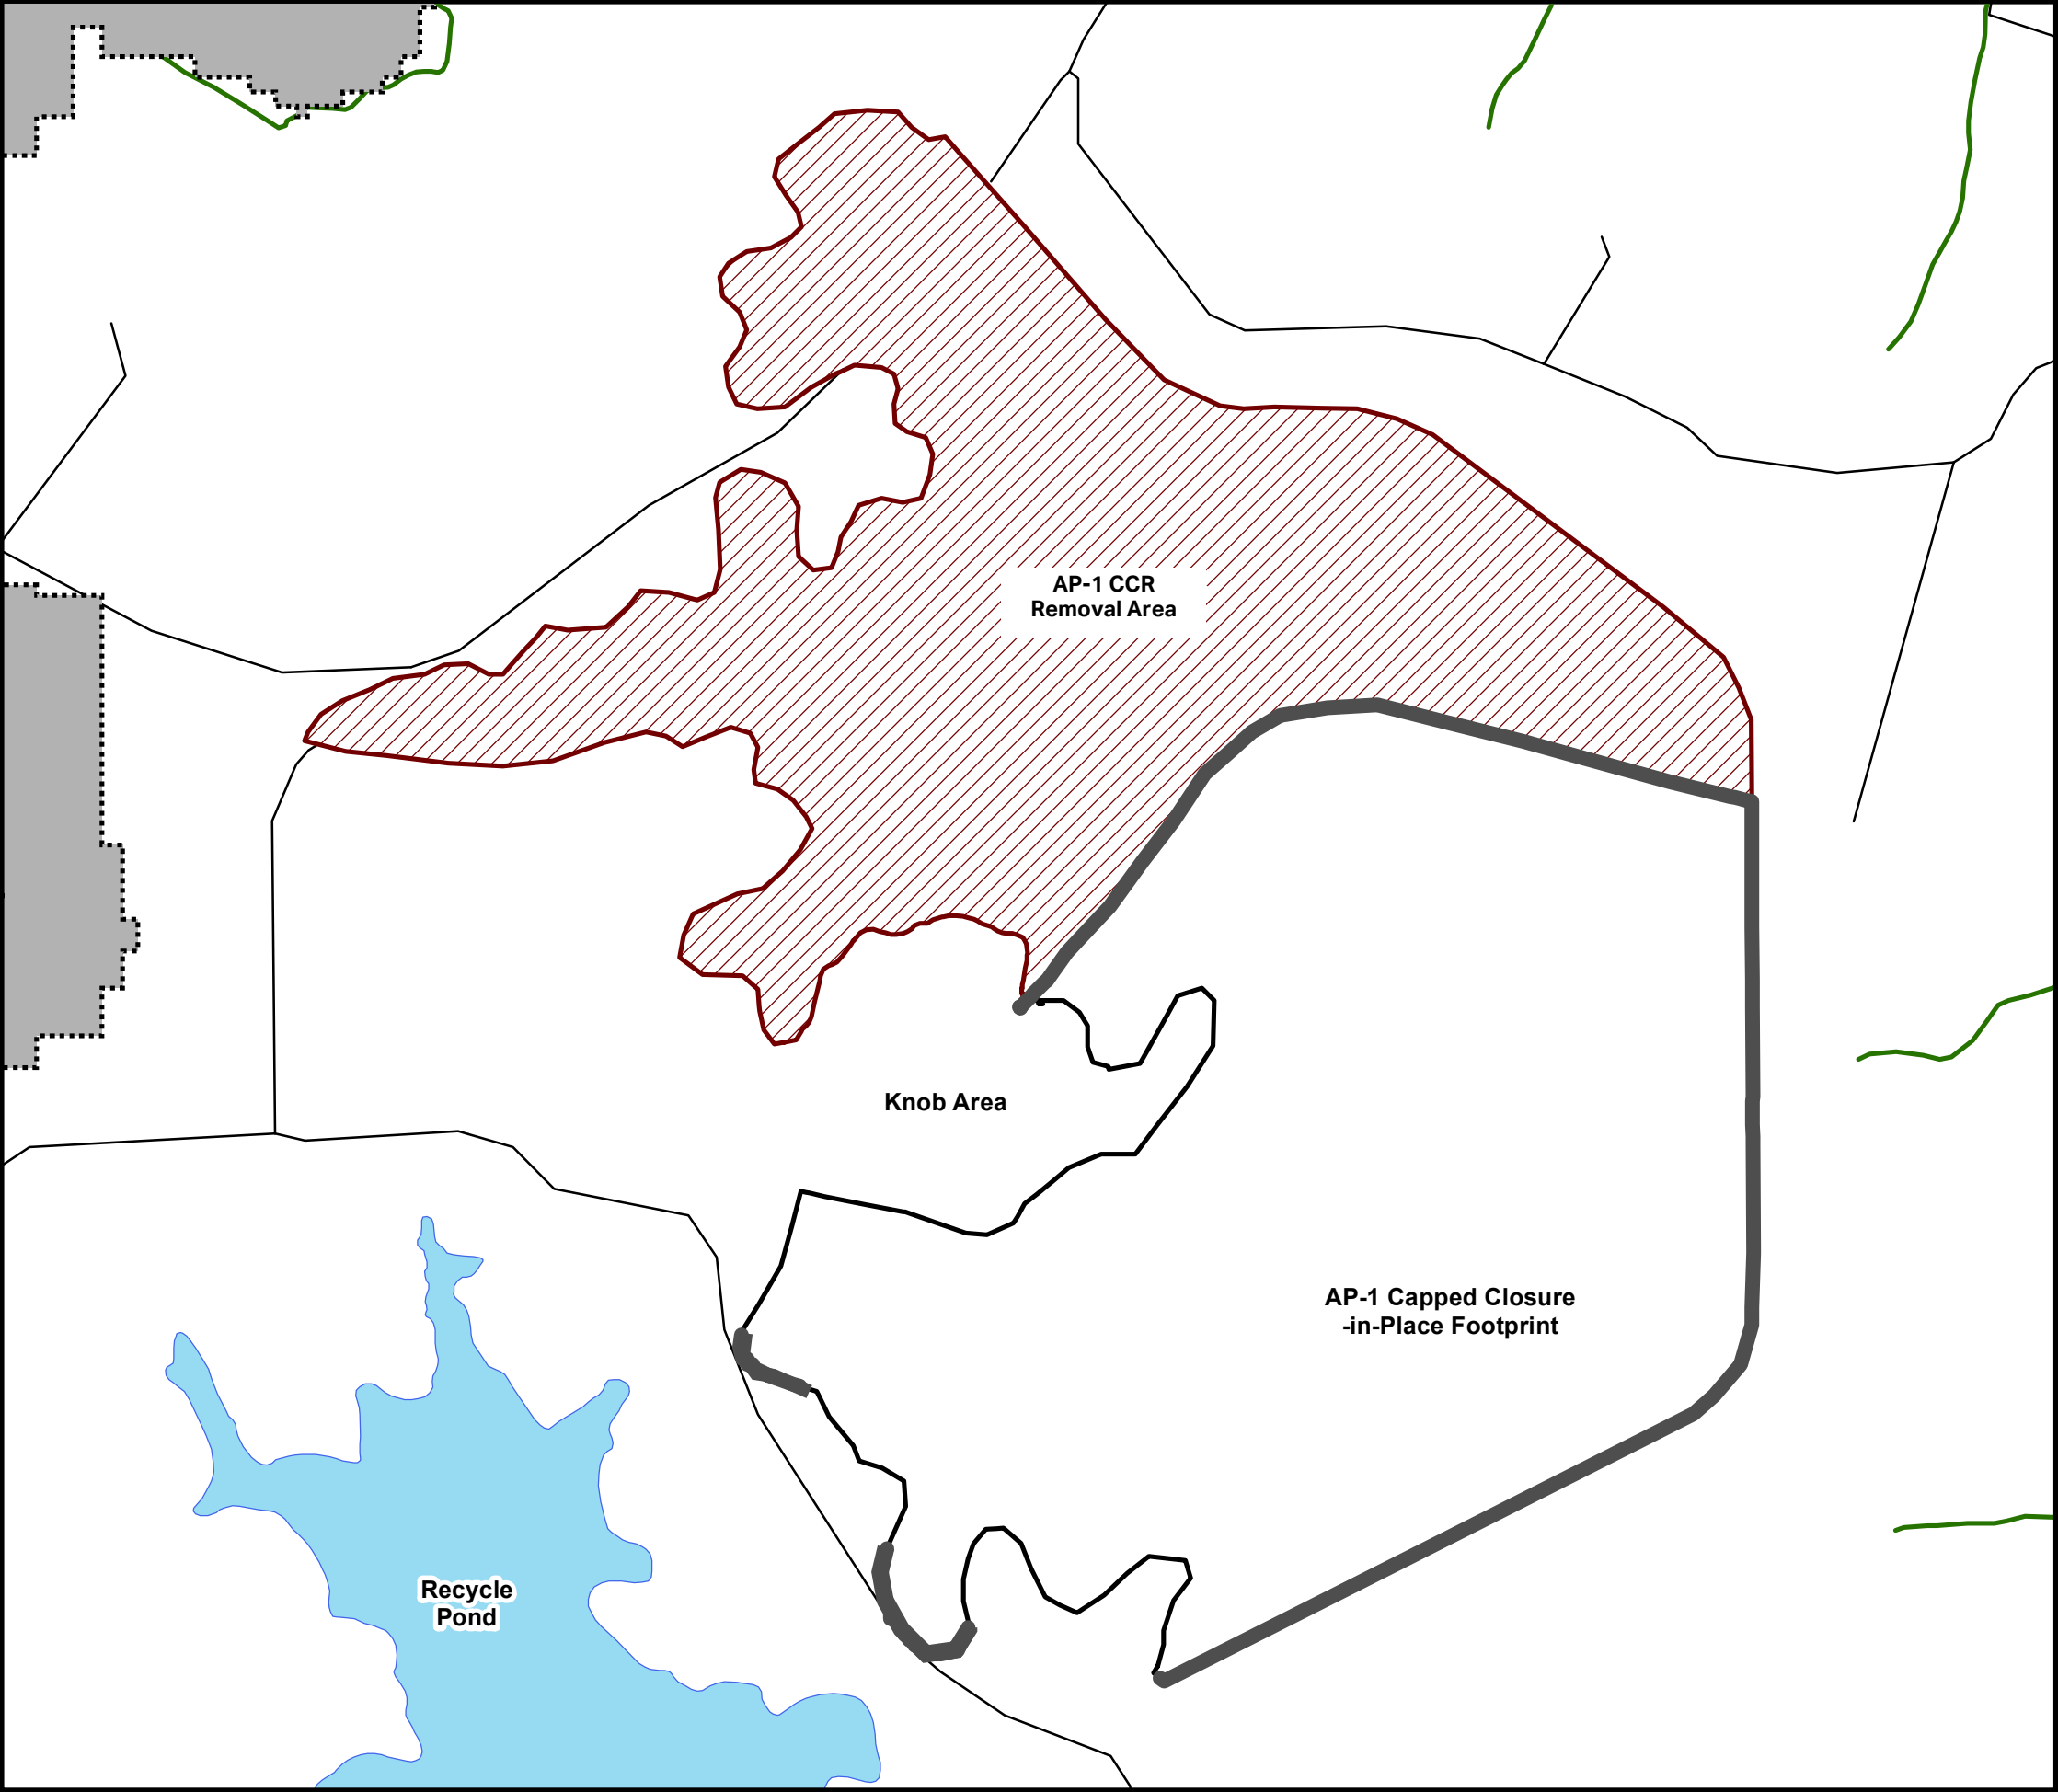 AP-1 CCR
Removal Area
Knob Area
AP-1 Capped Closure
-in-Place Footprint
Recycle
Pond